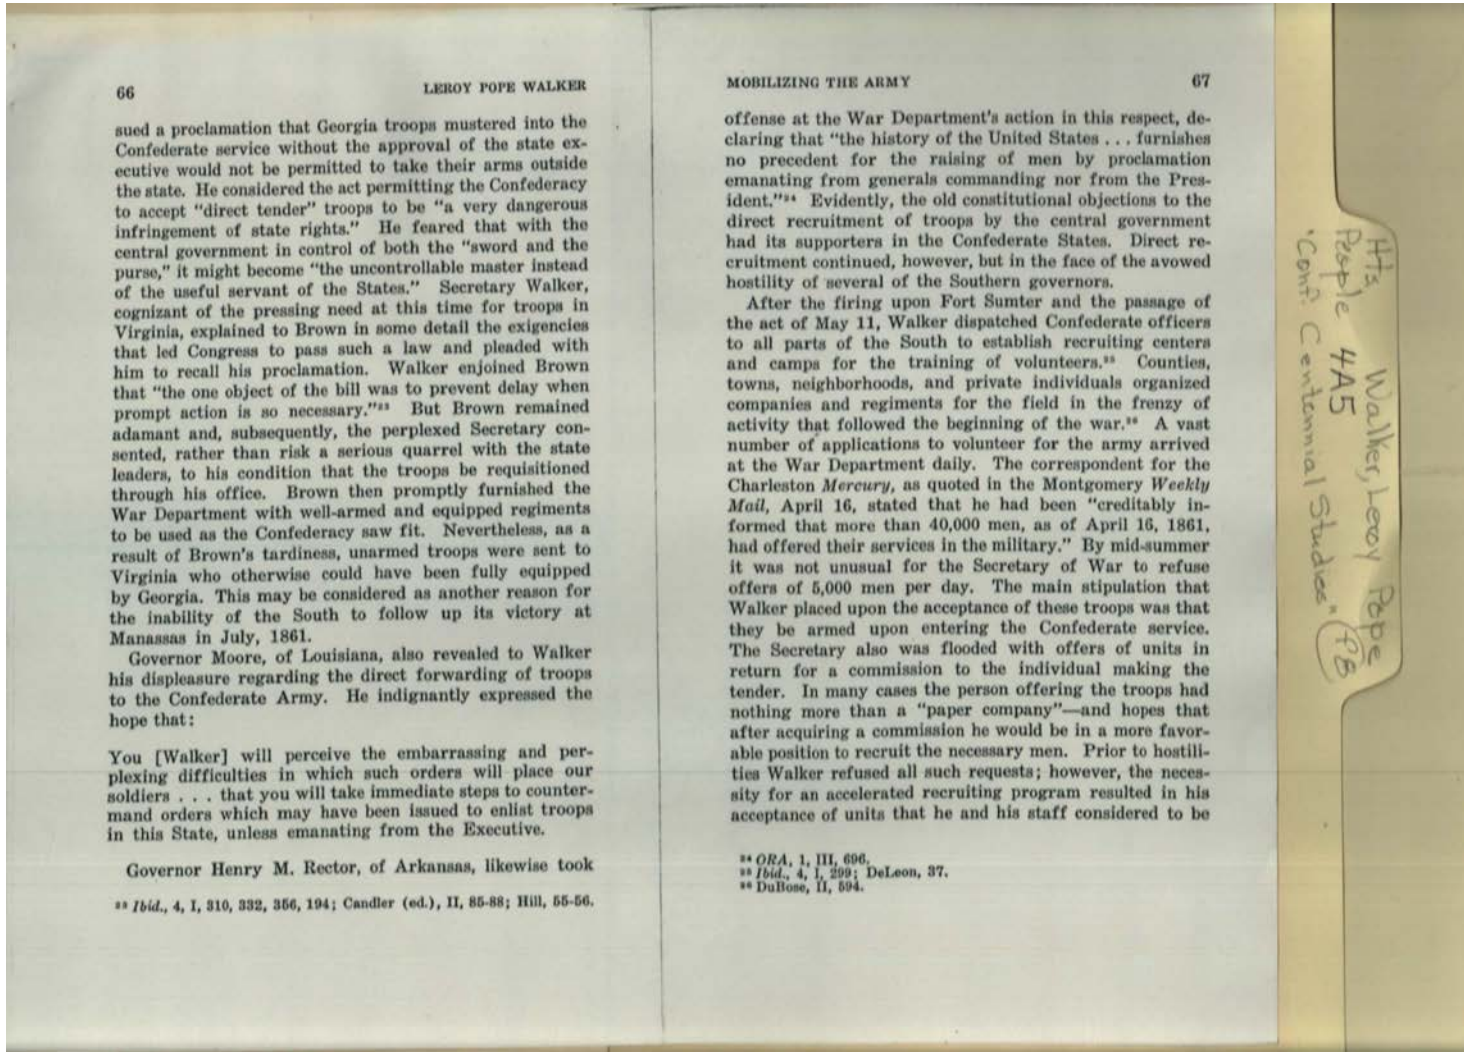 66 LEROY POPE WALKER
sued a proclamation that Georgia troops mustered into the
Confederate service without the approval of the state ex-
ecutive would not be permitted to take their arms outside
the state. He considered the act permitting the Confederacy
to accept "direct tender" troops to be "a very dangerous
infringement of state rights." He feared that with the
central government in control of both the "sword and the
purse," it might become "the uncontrollable master instead
of the useful servant of the States." Secretary Walker,
cognizant of the pressing need at this time for troops in
Virginia, explained to Brown in some detail the exigencies
that led Congress to pass such a law and pleaded with
him to recall his proclamation. Walker enjoined Brown
that "the one object of the bill was to prevent delay when
prompt action is so necessary."²³ But Brown remained
adamant and, subsequently, the perplexed Secretary con-
sented, rather than risk a serious quarrel with the state
leaders, to his condition that the troops be requisitioned
through his office. Brown then promptly furnished the
War Department with well-armed and equipped regiments
to be used as the Confederacy saw fit. Nevertheless, as a
result of Brown's tardiness, unarmed troops were sent to
Virginia who otherwise could have been fully equipped
by Georgia. This may be considered as another reason for
the inability of the South to follow up its victory at
Manassas in July, 1861.
Governor Moore, of Louisiana, also revealed to Walker
his displeasure regarding the direct forwarding of troops
to the Confederate Army. He indignantly expressed the
hope that:
You [Walker] will perceive the embarrassing and per-
plexing difficulties in which such orders will place our
soldiers . . . that you will take immediate steps to counter-
mand orders which may have been issued to enlist troops
in this State, unless emanating from the Executive.
Governor Henry M. Rector, of Arkansas, likewise took
²³ Ibid., 4, I, 310, 332, 356, 194; Candler (ed.), II, 85-88; Hill, 55-56.
MOBILIZING THE ARMY 67
offense at the War Department's action in this respect, de-
claring that "the history of the United States . . . furnishes
no precedent for the raising of men by proclamation
emanating from generals commanding nor from the Pres-
ident."²⁴ Evidently, the old constitutional objections to the
direct recruitment of troops by the central government
had its supporters in the Confederate States. Direct re-
cruitment continued, however, but in the face of the avowed
hostility of several of the Southern governors.
After the firing upon Fort Sumter and the passage of
the act of May 11, Walker dispatched Confederate officers
to all parts of the South to establish recruiting centers
and camps for the training of volunteers.²⁵ Counties,
towns, neighborhoods, and private individuals organized
companies and regiments for the field in the frenzy of
activity that followed the beginning of the war.²⁶ A vast
number of applications to volunteer for the army arrived
at the War Department daily. The correspondent for the
Charleston Mercury, as quoted in the Montgomery Weekly
Mail, April 16, stated that he had been "creditably in-
formed that more than 40,000 men, as of April 16, 1861,
had offered their services in the military." By mid-summer
it was not unusual for the Secretary of War to refuse
offers of 5,000 men per day. The main stipulation that
Walker placed upon the acceptance of these troops was that
they be armed upon entering the Confederate service.
The Secretary also was flooded with offers of units in
return for a commission to the individual making the
tender. In many cases the person offering the troops had
nothing more than a "paper company"—and hopes that
after acquiring a commission he would be in a more favor-
able position to recruit the necessary men. Prior to hostili-
ties Walker refused all such requests; however, the neces-
sity for an accelerated recruiting program resulted in his
acceptance of units that he and his staff considered to be
²⁴ ORA, 1, III, 696.
²⁵ Ibid., 4, I, 299; DeLeon, 37.
²⁶ DuBose, II, 594.
Hts Walker, Leroy Pope
People 4A5
"Conf. Centennial Studies" P8